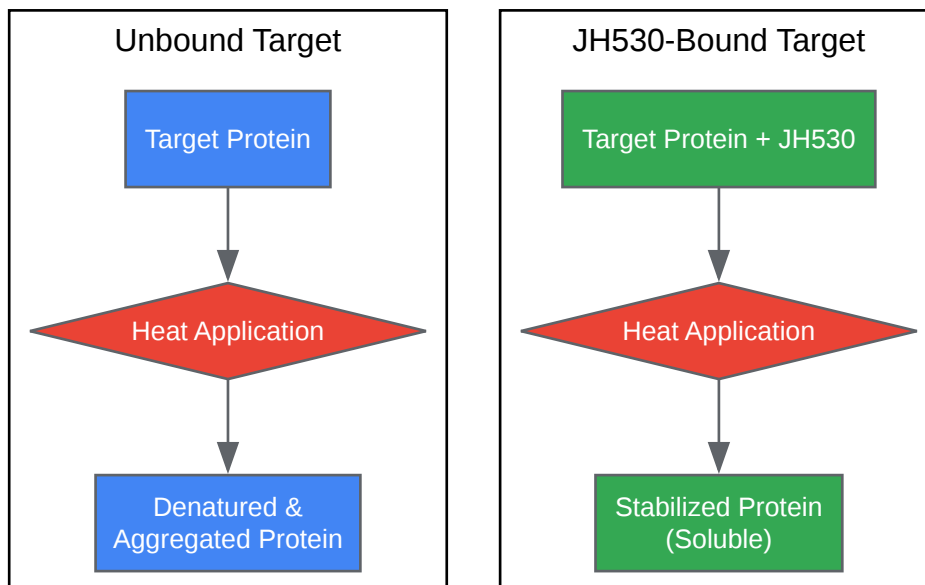 Unbound Target
Target Protein
Heat Application
Denatured &
Aggregated Protein
JH530-Bound Target
Target Protein + JH530
Heat Application
Stabilized Protein
(Soluble)